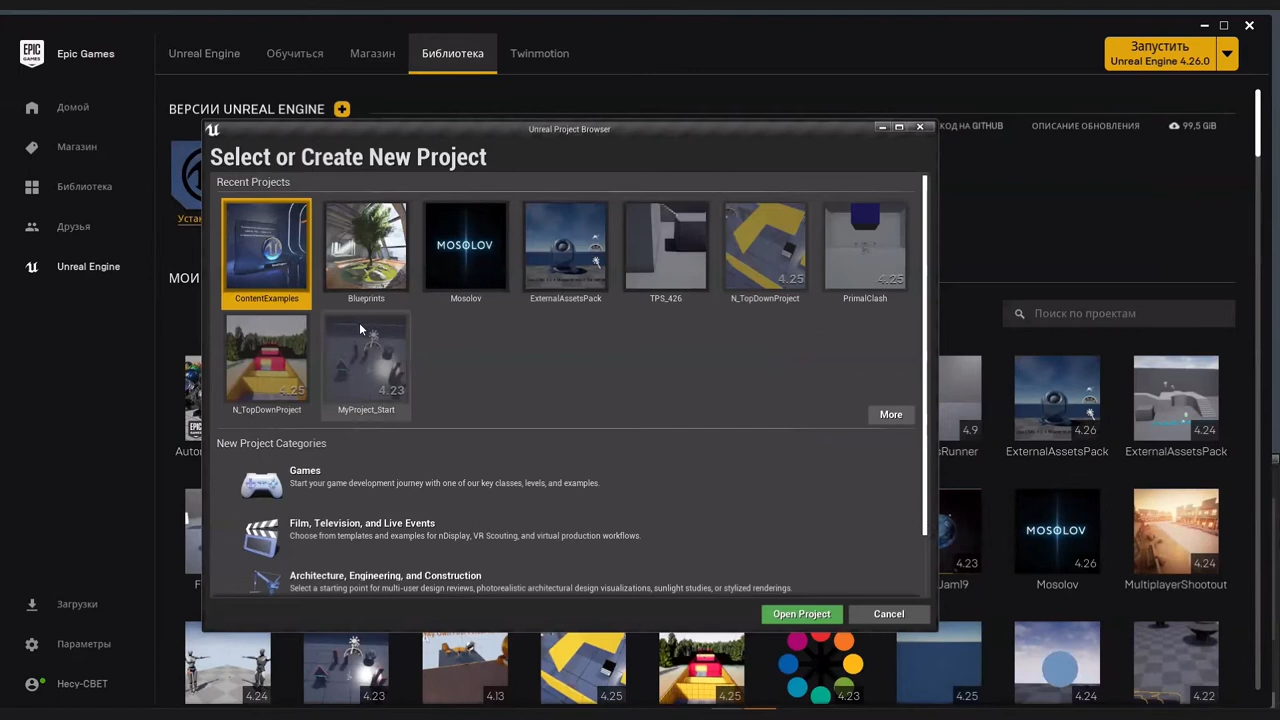 EPIC GAMES
Epic Games
Unreal Engine
Обучиться
Магазин
Библиотека
Twinmotion
Запустить
Unreal Engine 4.26.0
Домой
Магазин
Библиотека
Друзья
Unreal Engine
Загрузки
Параметры
Несу-СВЕТ
ВЕРСИИ UNREAL ENGINE
КОД НА GITHUB
ОПИСАНИЕ ОБНОВЛЕНИЯ
99,5 GiB
МОИ
Поиск по проектам
Unreal Project Browser
Select or Create New Project
Recent Projects
MOSOLOV
4.25
4.25
ContentExamples
Blueprints
Mosolov
ExternalAssetsPack
TPS_426
N_TopDownProject
PrimalClash
4.25
4.23
N_TopDownProject
MyProject_Start
More
New Project Categories
Games
Start your game development journey with one of our key classes, levels, and examples.
Film, Television, and Live Events
Choose from templates and examples for nDisplay, VR Scouting, and virtual production workflows.
Architecture, Engineering, and Construction
Select a starting point for multi-user design reviews, photorealistic architectural design visualizations, sunlight studies, or stylized renderings.
Open Project
Cancel
4.9
4.26
4.24
ExternalAssetsPack
ExternalAssetsPack
MOSOLOV
4.23
4.26
4.24
Mosolov
MultiplayerShootout
4.24
4.23
4.13
4.25
4.25
4.23
4.25
4.24
4.22